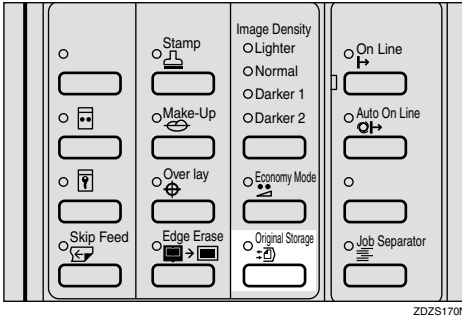 Stamp
Make-Up
Over lay
Skip Feed
Edge Erase
Image Density
Lighter
Normal
Darker 1
Darker 2
Economy Mode
Original Storage
On Line
Auto On Line
Job Separator
ZDZS170N